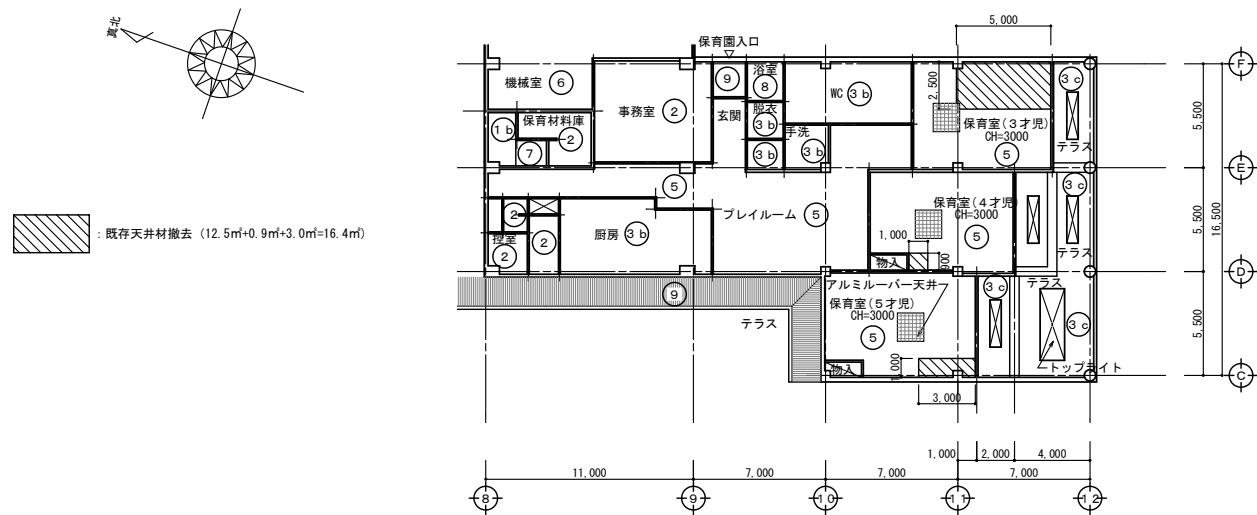 真北
：既存天井材撤去（12.5㎡+0.9㎡+3.0㎡=16.4㎡）
保育園入口
▽
5,000
機械室 6
事務室 2
9
浴室
8
WC 3b
2,500
3c
1b
保育材料庫
2
7
玄関
脱衣
3b
手洗
3b
3b
保育室(３才児)
CH=3000
5
テラス
5
プレイルーム 5
保育室(４才児)
CH=3000
5
1,000
900
物入
3c
テラス
2
控室
2
2
厨房 3b
9
テラス
アルミルーバー天井
保育室(５才児)
CH=3000
5
物入
1,000
3,000
3c
テラス
3c
トップライト
5,500
5,500
5,500
16,500
F
E
D
C
1,000
2,000
4,000
11,000
7,000
7,000
7,000
8
9
10
11
12